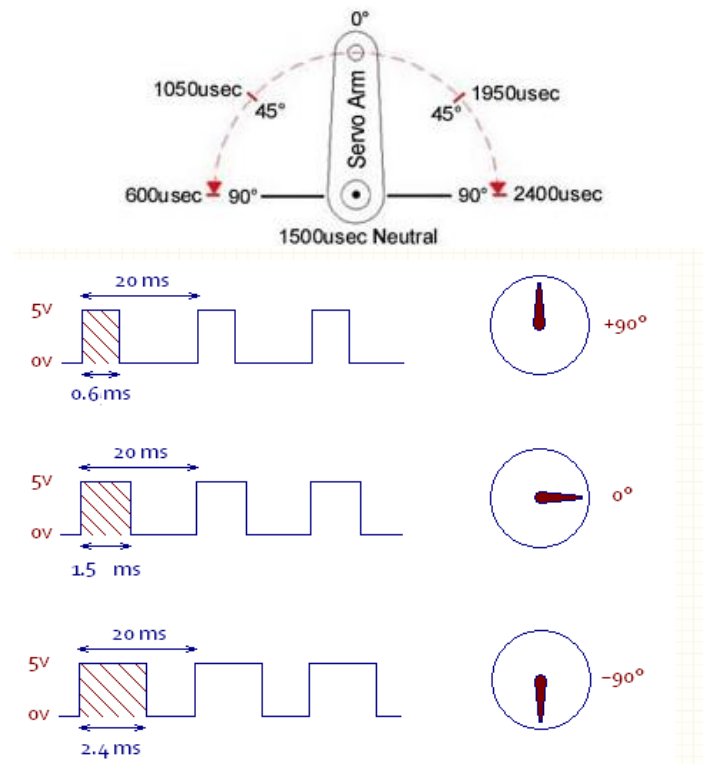 0°
1050usec
1950usec
45°
45°
Servo Arm
600usec
90°
90°
2400usec
1500usec Neutral
20 ms
5v
0v
0.6 ms
+90°
20 ms
5v
0v
1.5 ms
0°
20 ms
5v
0v
2.4 ms
-90°